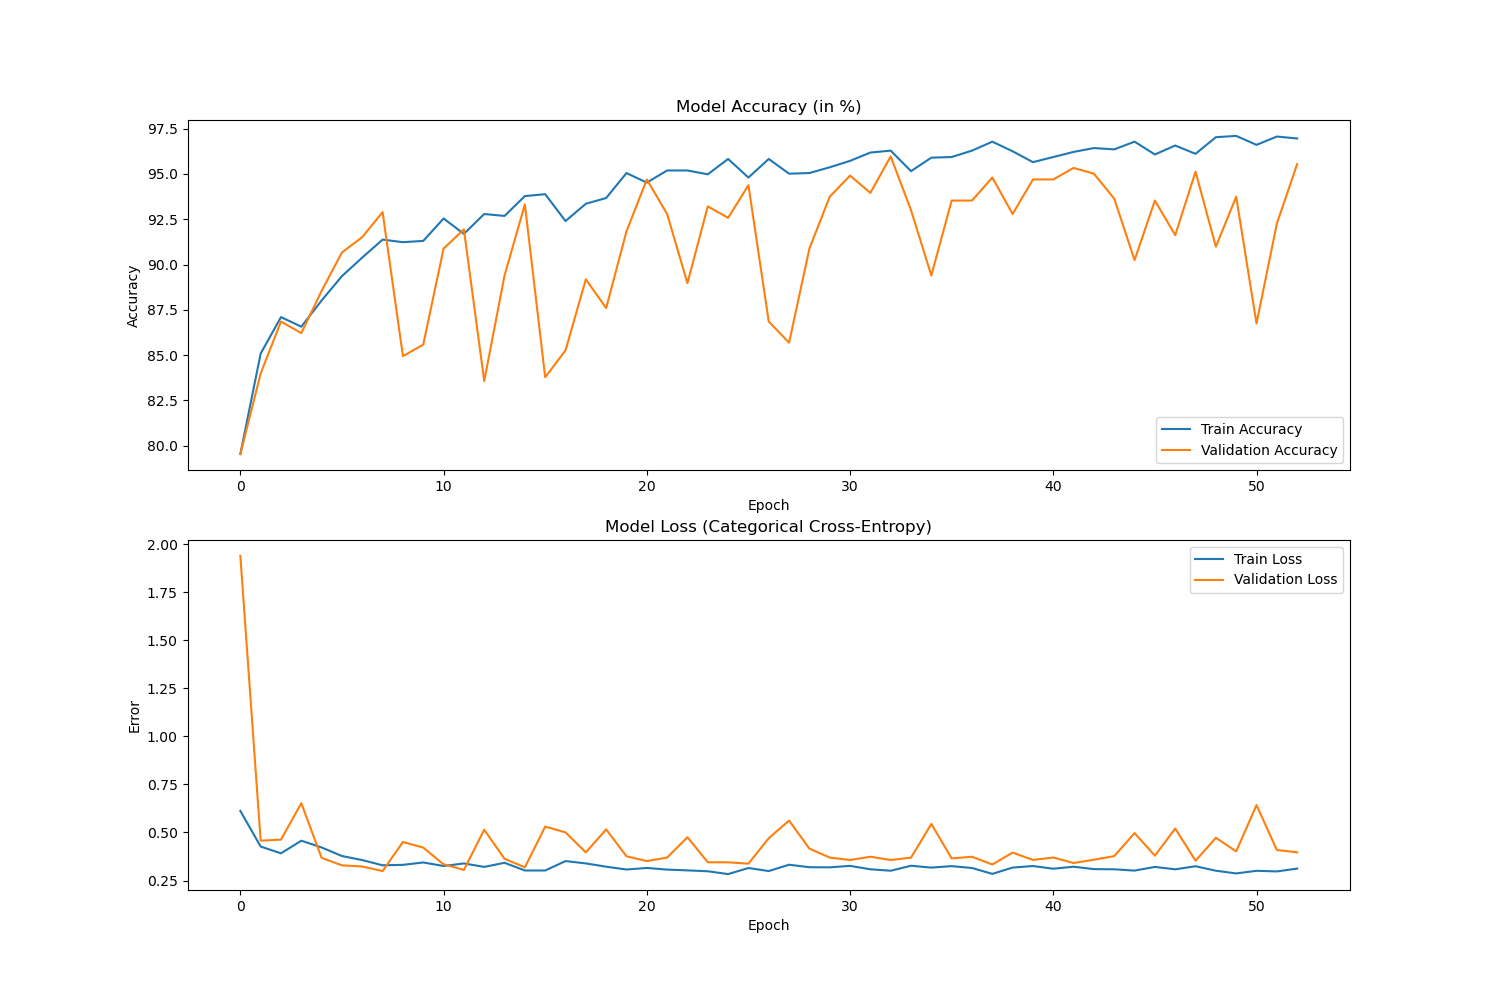 Model Accuracy (in %)
97.5
95.0
92.5
90.0
87.5
85.0
82.5
80.0
Accuracy
Train Accuracy
Validation Accuracy
0 10 20 30 40 50
Epoch
Model Loss (Categorical Cross-Entropy)
2.00
1.75
1.50
1.25
1.00
0.75
0.50
0.25
Error
Train Loss
Validation Loss
0 10 20 30 40 50
Epoch